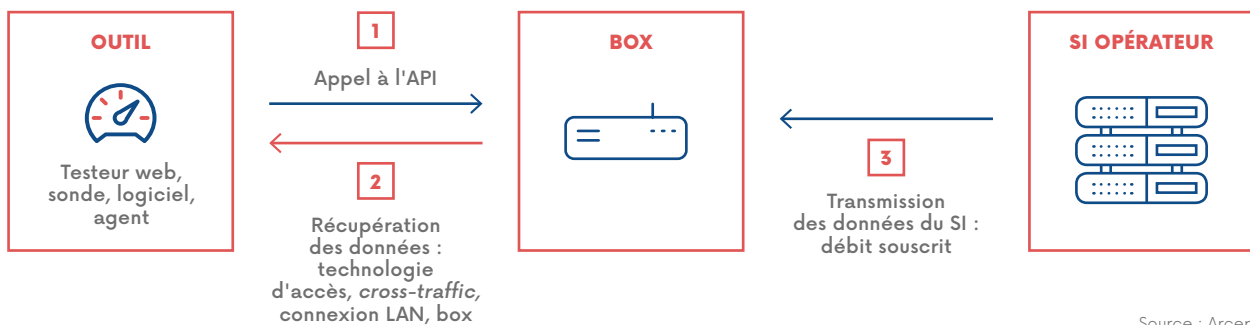 OUTIL
Testeur web,
sonde, logiciel,
agent
1
Appel à l'API
2
Récupération
des données :
technologie
d'accès, cross-traffic,
connexion LAN, box
BOX
3
Transmission
des données du SI :
débit souscrit
SI OPÉRATEUR
Source :